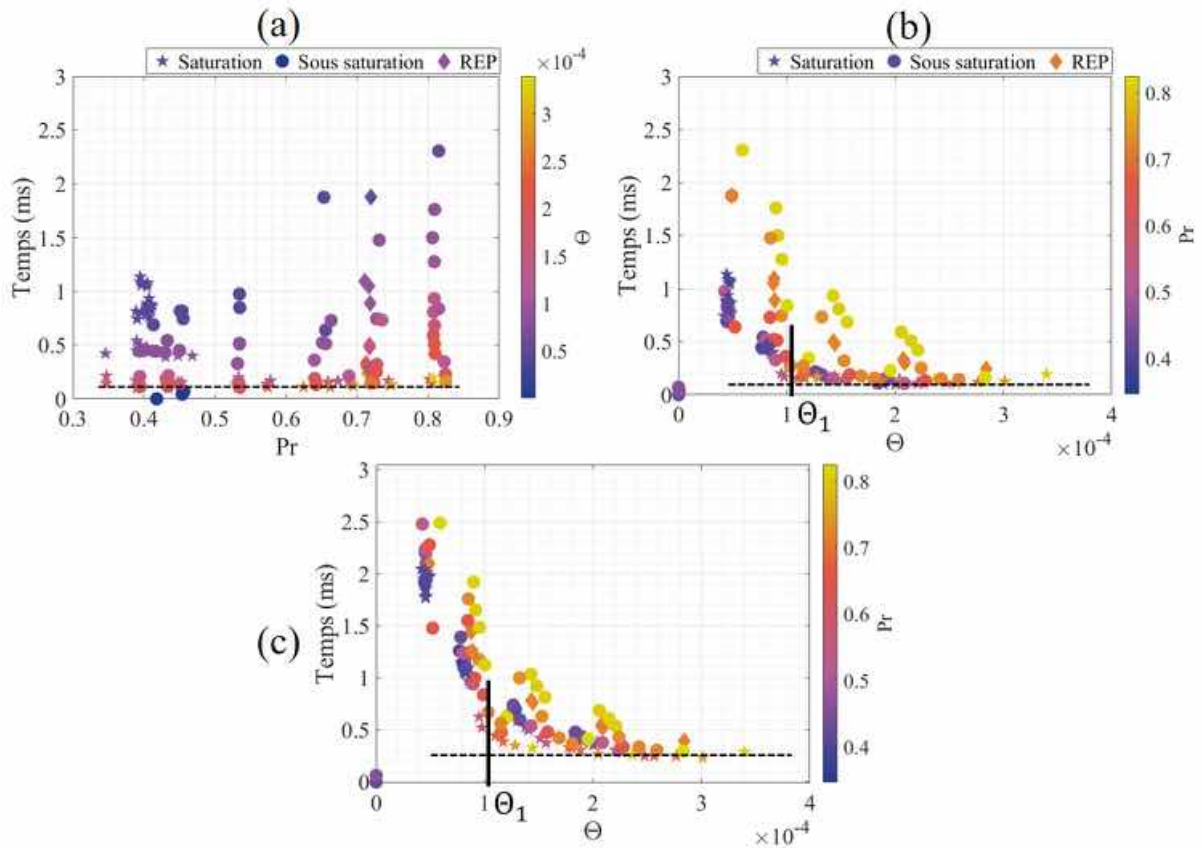 (a)
★ Saturation ● Sous saturation ◆ REP
×10⁻⁴
3
2.5
2
1.5
1
0.5
0
Temps (ms)
0.3 0.4 0.5 0.6 0.7 0.8 0.9
Pr
3
2.5
2
1.5
1
0.5
Θ
(b)
★ Saturation ● Sous saturation ◆ REP
3
2.5
2
1.5
1
0.5
0
Temps (ms)
0 1 2 3 4
Θ₁
Θ
×10⁻⁴
0.8
0.7
0.6
0.5
0.4
Pr
(c)
3
2.5
2
1.5
1
0.5
0
Temps (ms)
0 1 2 3 4
Θ₁
Θ
×10⁻⁴
0.8
0.7
0.6
0.5
0.4
Pr